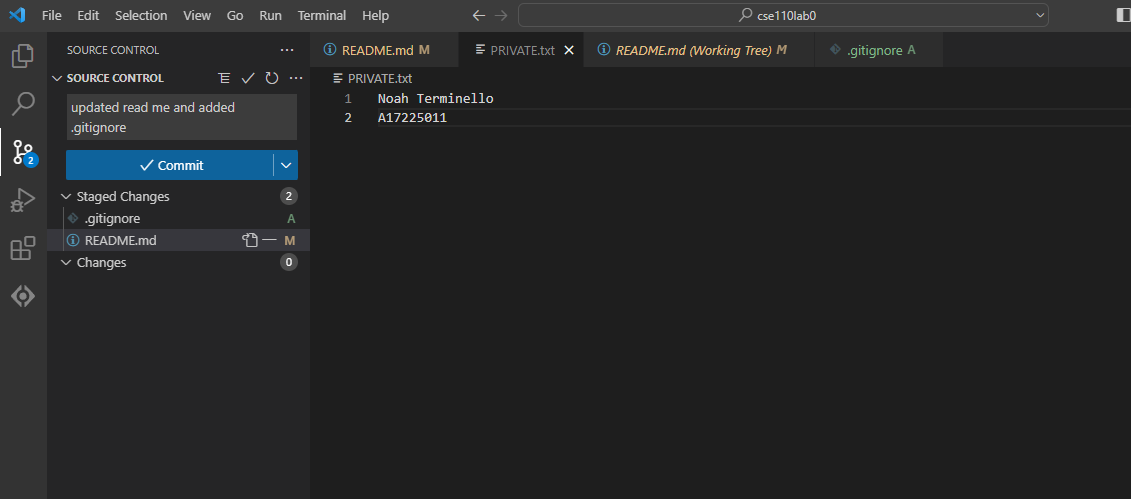 File Edit Selection View Go Run Terminal Help cse110lab0
SOURCE CONTROL
SOURCE CONTROL
updated read me and added
.gitignore
Commit
Staged Changes 2
.gitignore A
README.md M
Changes 0
2
README.md M PRIVATE.txt README.md (Working Tree) M .gitignore A
PRIVATE.txt
1 Noah Terminello
2 A17225011